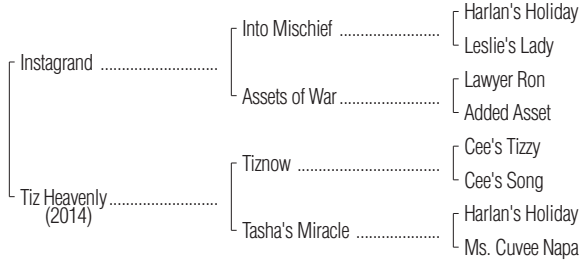 Harlan's Holiday
Into Mischief
Leslie's Lady
Instagrand
Lawyer Ron
Assets of War
Added Asset
Cee's Tizzy
Tiznow
Cee's Song
Tiz Heavenly
(2014)
Harlan's Holiday
Tasha's Miracle
Ms. Cuvee Napa